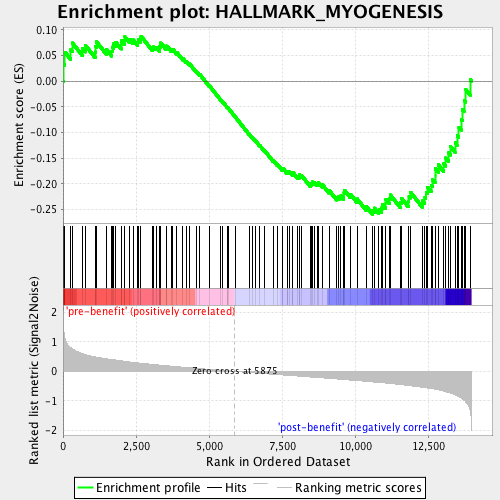 Enrichment plot: HALLMARK_MYOGENESIS
Enrichment score (ES)
0.10
0.05
0.00
-0.05
-0.10
-0.15
-0.20
-0.25
'pre-benefit' (positively correlated)
Ranked list metric (Signal2Noise)
2
1
0
-1
-2
Zero cross at 5875
'post-benefit' (negatively correlated)
0
2,500
5,000
7,500
10,000
12,500
Rank in Ordered Dataset
Enrichment profile
Hits
Ranking metric scores